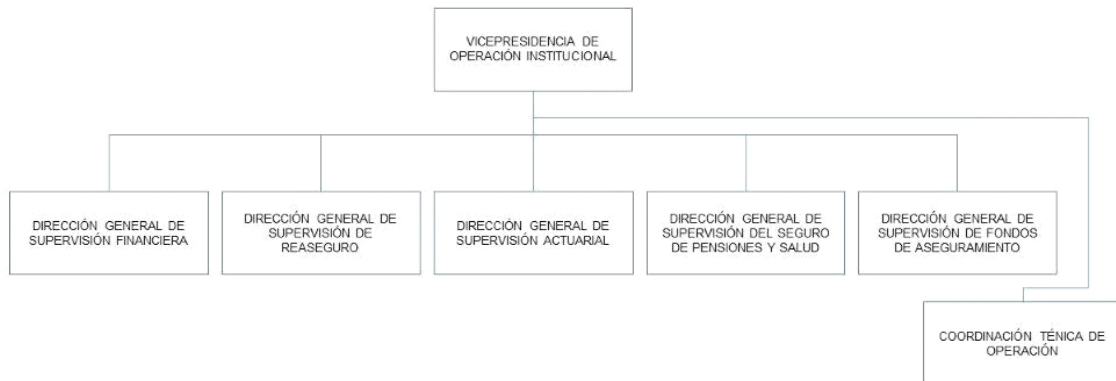 VICEPRESIDENCIA DE
OPERACIÓN INSTITUCIONAL
DIRECCIÓN GENERAL DE
SUPERVISIÓN FINANCIERA
DIRECCIÓN GENERAL DE
SUPERVISIÓN DE
REASEGURO
DIRECCIÓN GENERAL DE
SUPERVISIÓN ACTUARIAL
DIRECCIÓN GENERAL DE
SUPERVISIÓN DEL SEGURO
DE PENSIONES Y SALUD
DIRECCIÓN GENERAL DE
SUPERVISIÓN DE FONDOS
DE ASEGURAMIENTO
COORDINACIÓN TÉNICA DE
OPERACIÓN